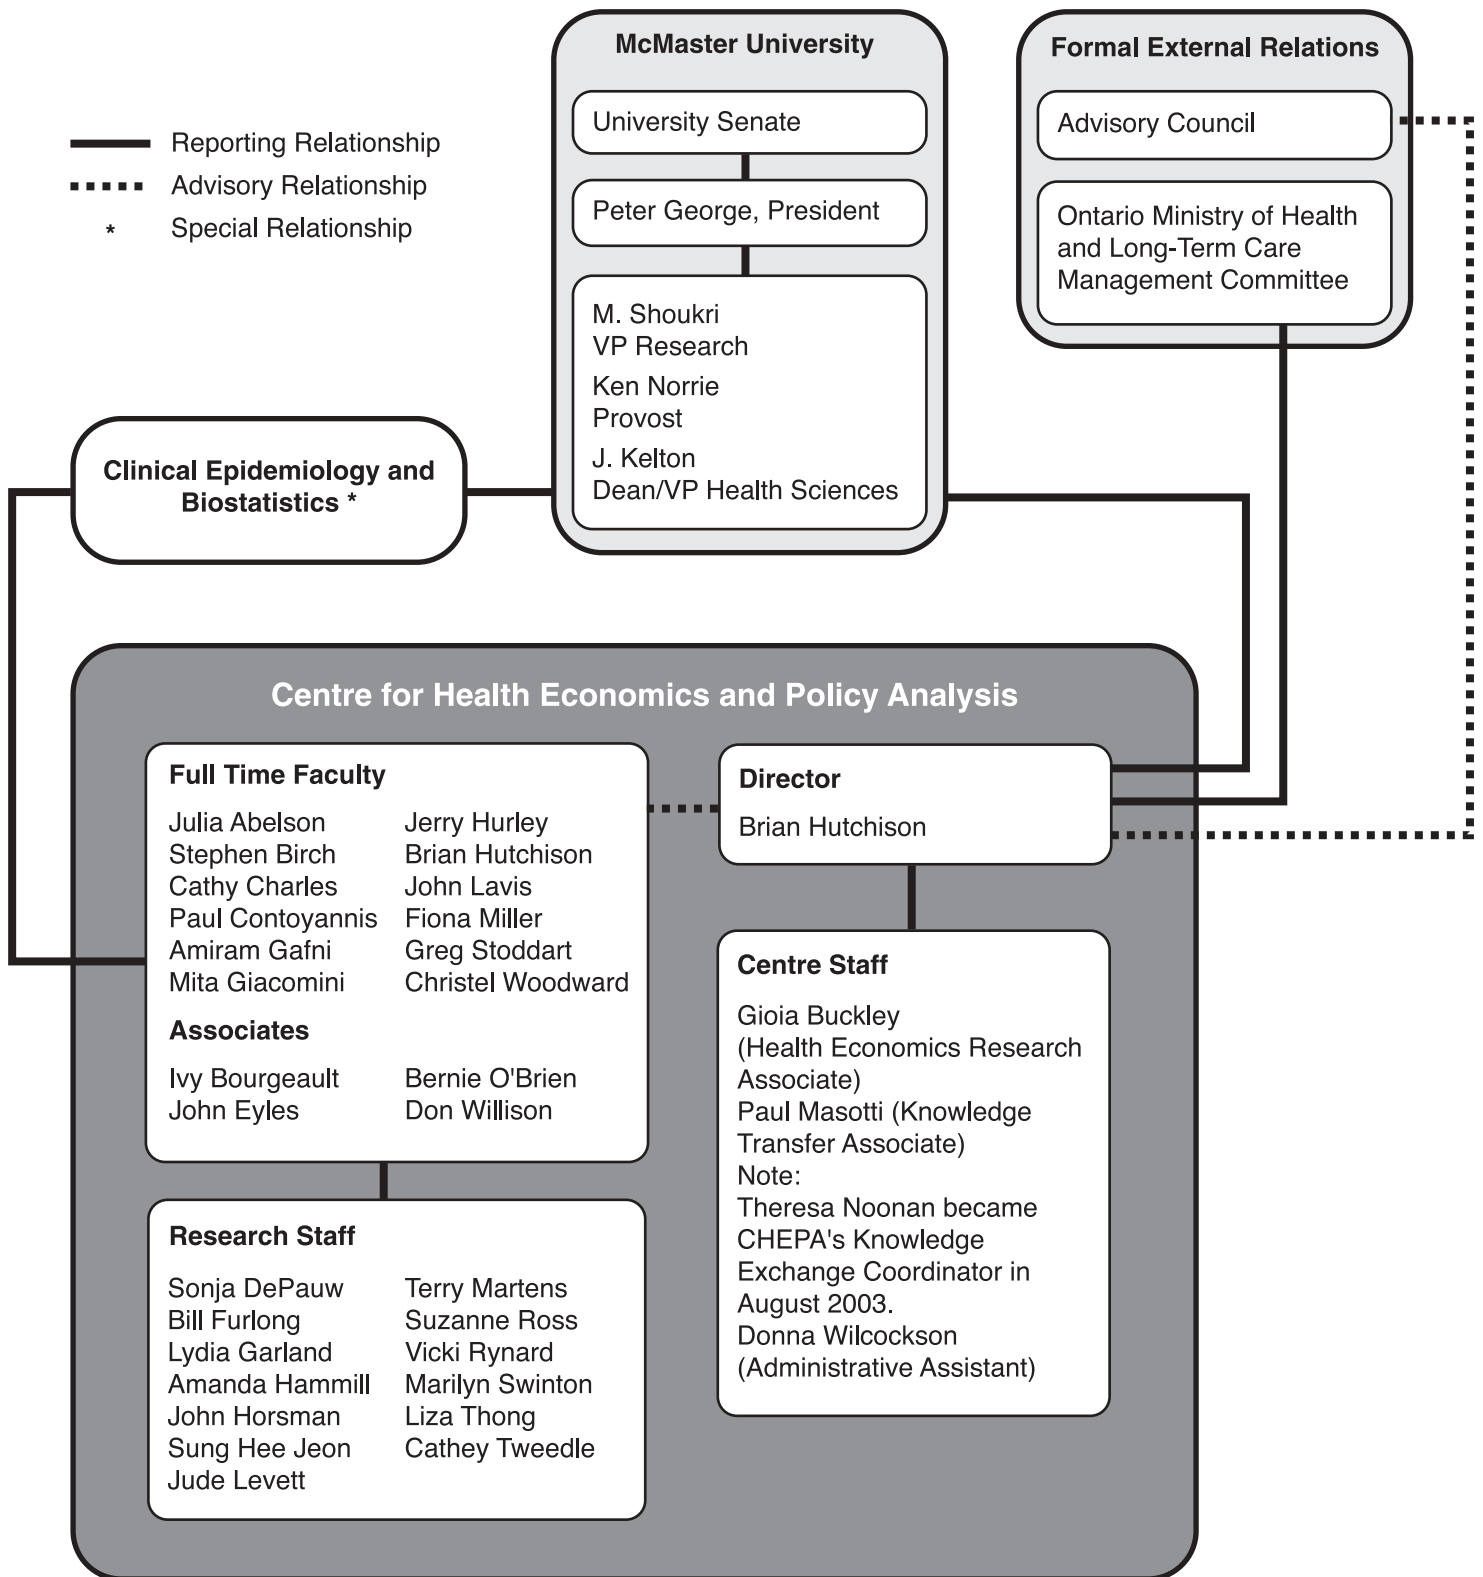 McMaster University
University Senate
Peter George, President
M. Shoukri
VP Research
Ken Norrie
Provost
J. Kelton
Dean/VP Health Sciences
Formal External Relations
Advisory Council
Ontario Ministry of Health
and Long-Term Care
Management Committee
Reporting Relationship
Advisory Relationship
* Special Relationship
Clinical Epidemiology and
Biostatistics *
Centre for Health Economics and Policy Analysis
Full Time Faculty
Julia Abelson Jerry Hurley
Stephen Birch Brian Hutchison
Cathy Charles John Lavis
Paul Contoyannis Fiona Miller
Amiram Gafni Greg Stoddart
Mita Giacomini Christel Woodward
Associates
Ivy Bourgeault Bernie O'Brien
John Eyles Don Willison
Research Staff
Sonja DePauw Terry Martens
Bill Furlong Suzanne Ross
Lydia Garland Vicki Rynard
Amanda Hammill Marilyn Swinton
John Horsman Liza Thong
Sung Hee Jeon Cathey Tweedle
Jude Levett
Director
Brian Hutchison
Centre Staff
Gioia Buckley
(Health Economics Research
Associate)
Paul Masotti (Knowledge
Transfer Associate)
Note:
Theresa Noonan became
CHEPA's Knowledge
Exchange Coordinator in
August 2003.
Donna Wilcockson
(Administrative Assistant)